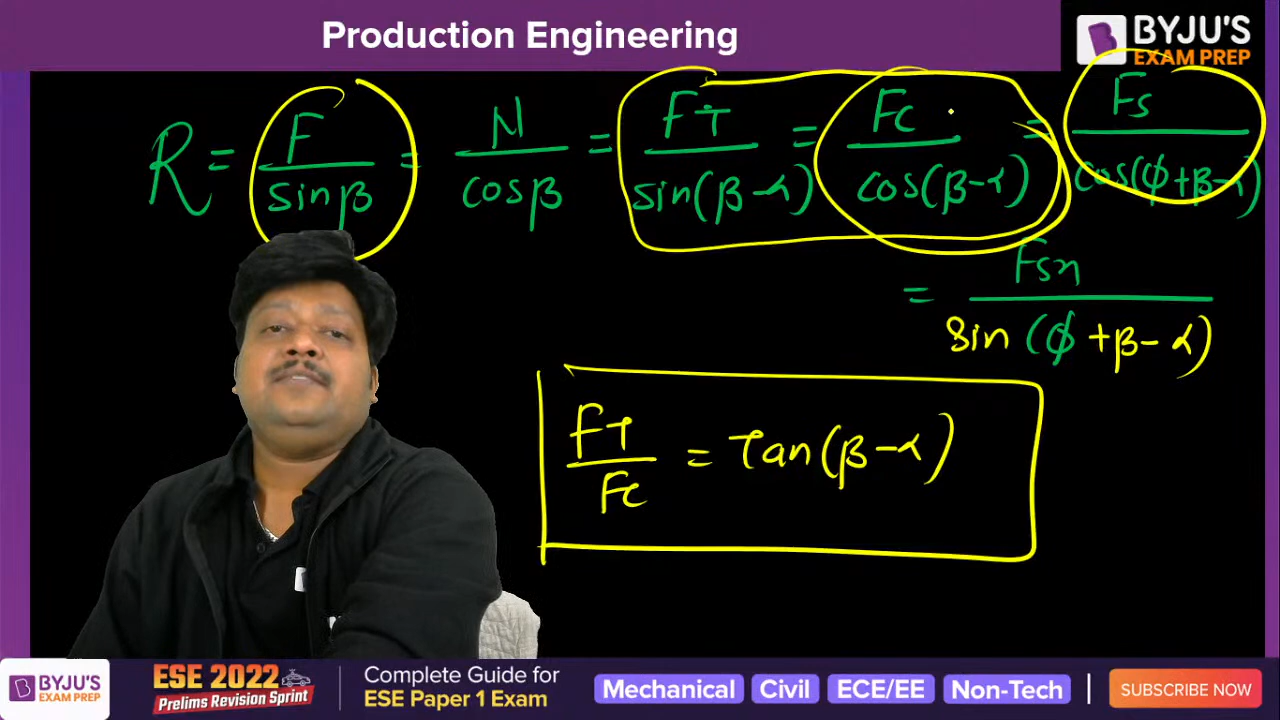 Production Engineering
BYJU'S
EXAM PREP
R = F/sinβ = N/cosβ = FT/sin(β-α) = Fc/cos(β-α) = Fs/cos(ϕ+β-α)
= Fsn/sin(ϕ+β-α)
FT/Fc = Tan(β-α)
BYJU'S
EXAM PREP
ESE 2022
Prelims Revision Sprint
Complete Guide for
ESE Paper 1 Exam
Mechanical Civil ECE/EE Non-Tech
SUBSCRIBE NOW